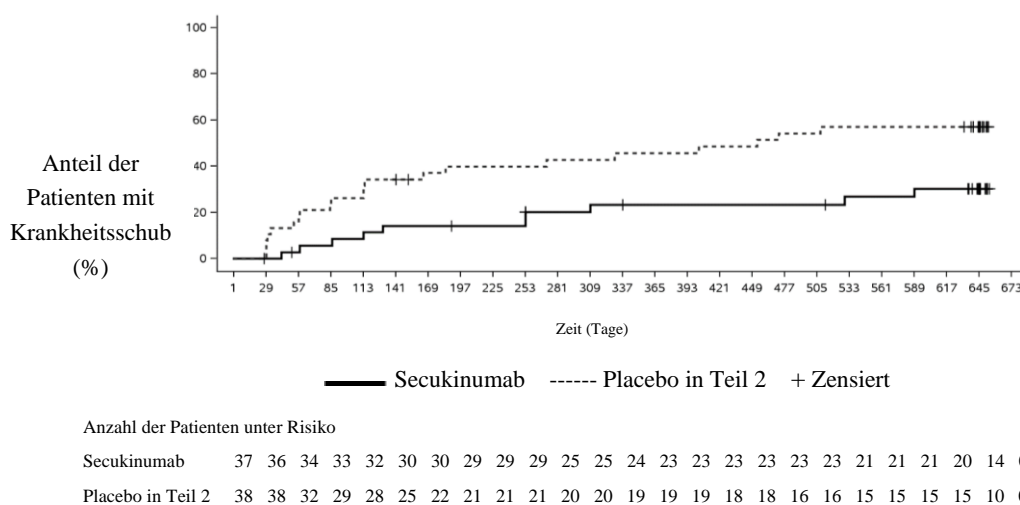 100
80
60
40
20
0
Anteil der
Patienten mit
Krankheitsschub
(%)
1 29 57 85 113 141 169 197 225 253 281 309 337 365 393 421 449 477 505 533 561 589 617 645 673
Zeit (Tage)
Secukinumab ------ Placebo in Teil 2 + Zensiert
Anzahl der Patienten unter Risiko
Secukinumab 37 36 34 33 32 30 30 29 29 29 25 25 24 23 23 23 23 23 23 21 21 21 20 14
Placebo in Teil 2 38 38 32 29 28 25 22 21 21 21 20 20 19 19 19 18 18 16 16 15 15 15 15 10